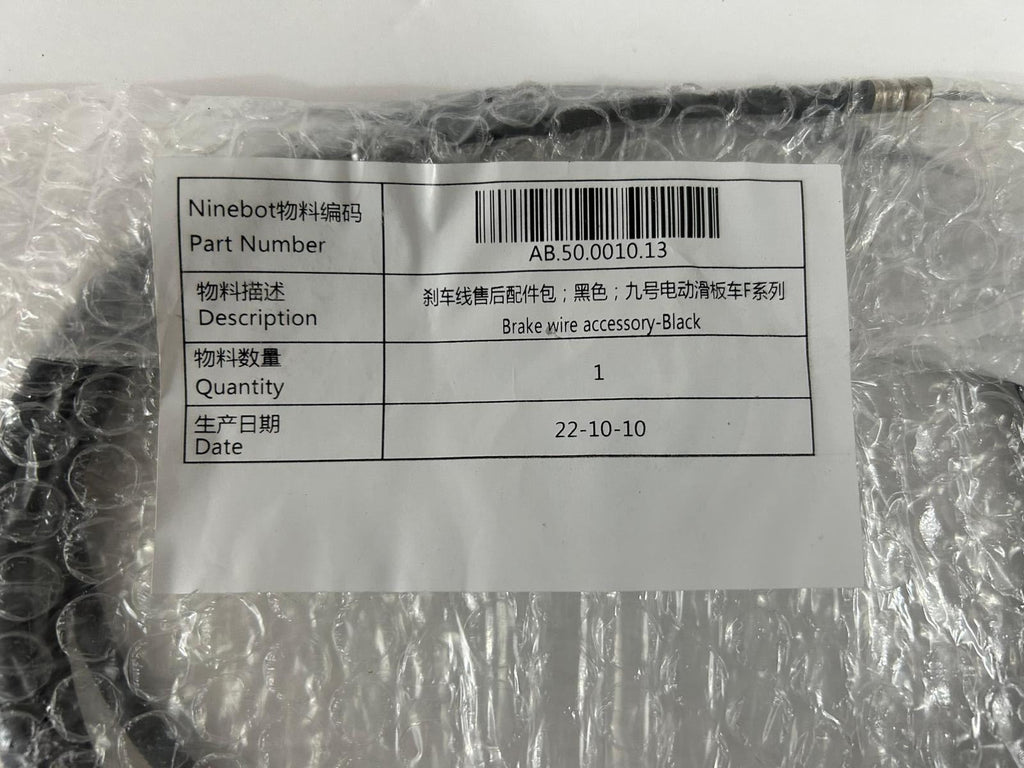 Ninebot物料编码
Part Number
AB.50.0010.13
物料描述
Description
刹车线售后配件包；黑色；九号电动滑板车F系列
Brake wire accessory-Black
物料数量
Quantity
1
生产日期
Date
22-10-10